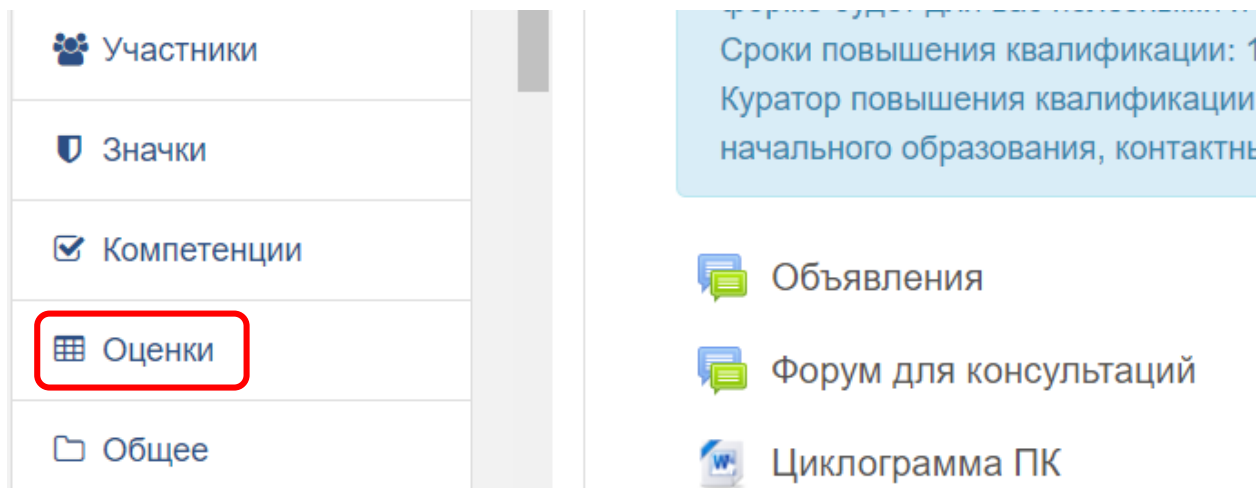 Участники
Значки
Компетенции
Оценки
Общее
Сроки повышения квалификации: 1
Куратор повышения квалификации
начального образования, контактны
Объявления
Форум для консультаций
Циклограмма ПК